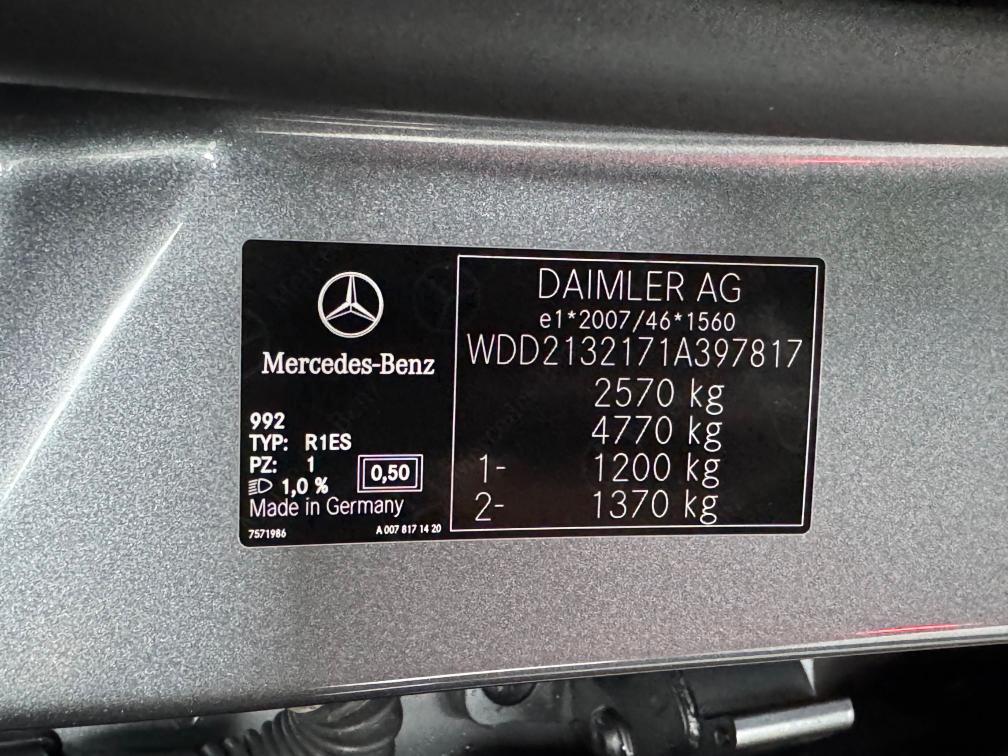 Mercedes-Benz
992
TYP: R1ES
PZ: 1
1,0 %
0,50
Made in Germany
7571986
A 007 817 14 20
DAIMLER AG
e1*2007/46*1560
WDD2132171A397817
2570 kg
4770 kg
1- 1200 kg
2- 1370 kg